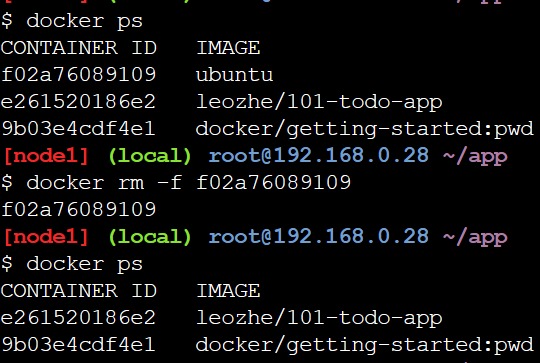 $ docker ps
CONTAINER ID   IMAGE
f02a76089109   ubuntu
e261520186e2   leozhe/101-todo-app
9b03e4cdf4e1   docker/getting-started:pwd
[node1] (local) root@192.168.0.28 ~/app
$ docker rm -f f02a76089109
f02a76089109
[node1] (local) root@192.168.0.28 ~/app
$ docker ps
CONTAINER ID   IMAGE
e261520186e2   leozhe/101-todo-app
9b03e4cdf4e1   docker/getting-started:pwd